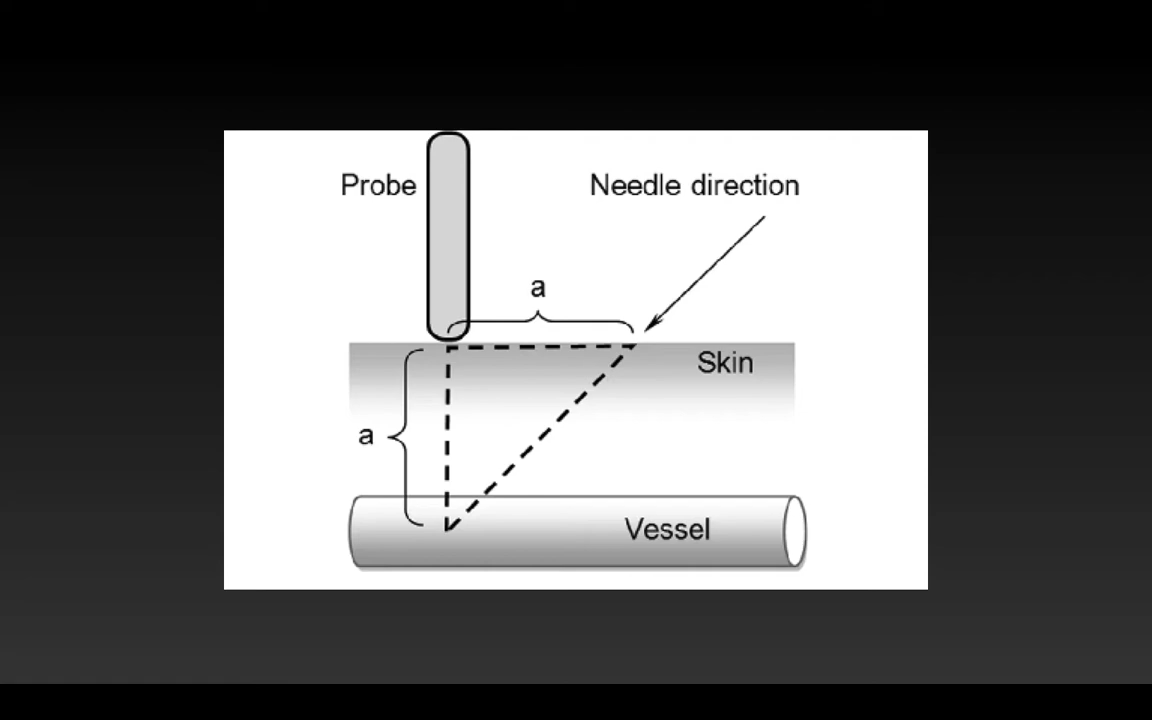 Probe
Needle direction
a
Skin
a
Vessel